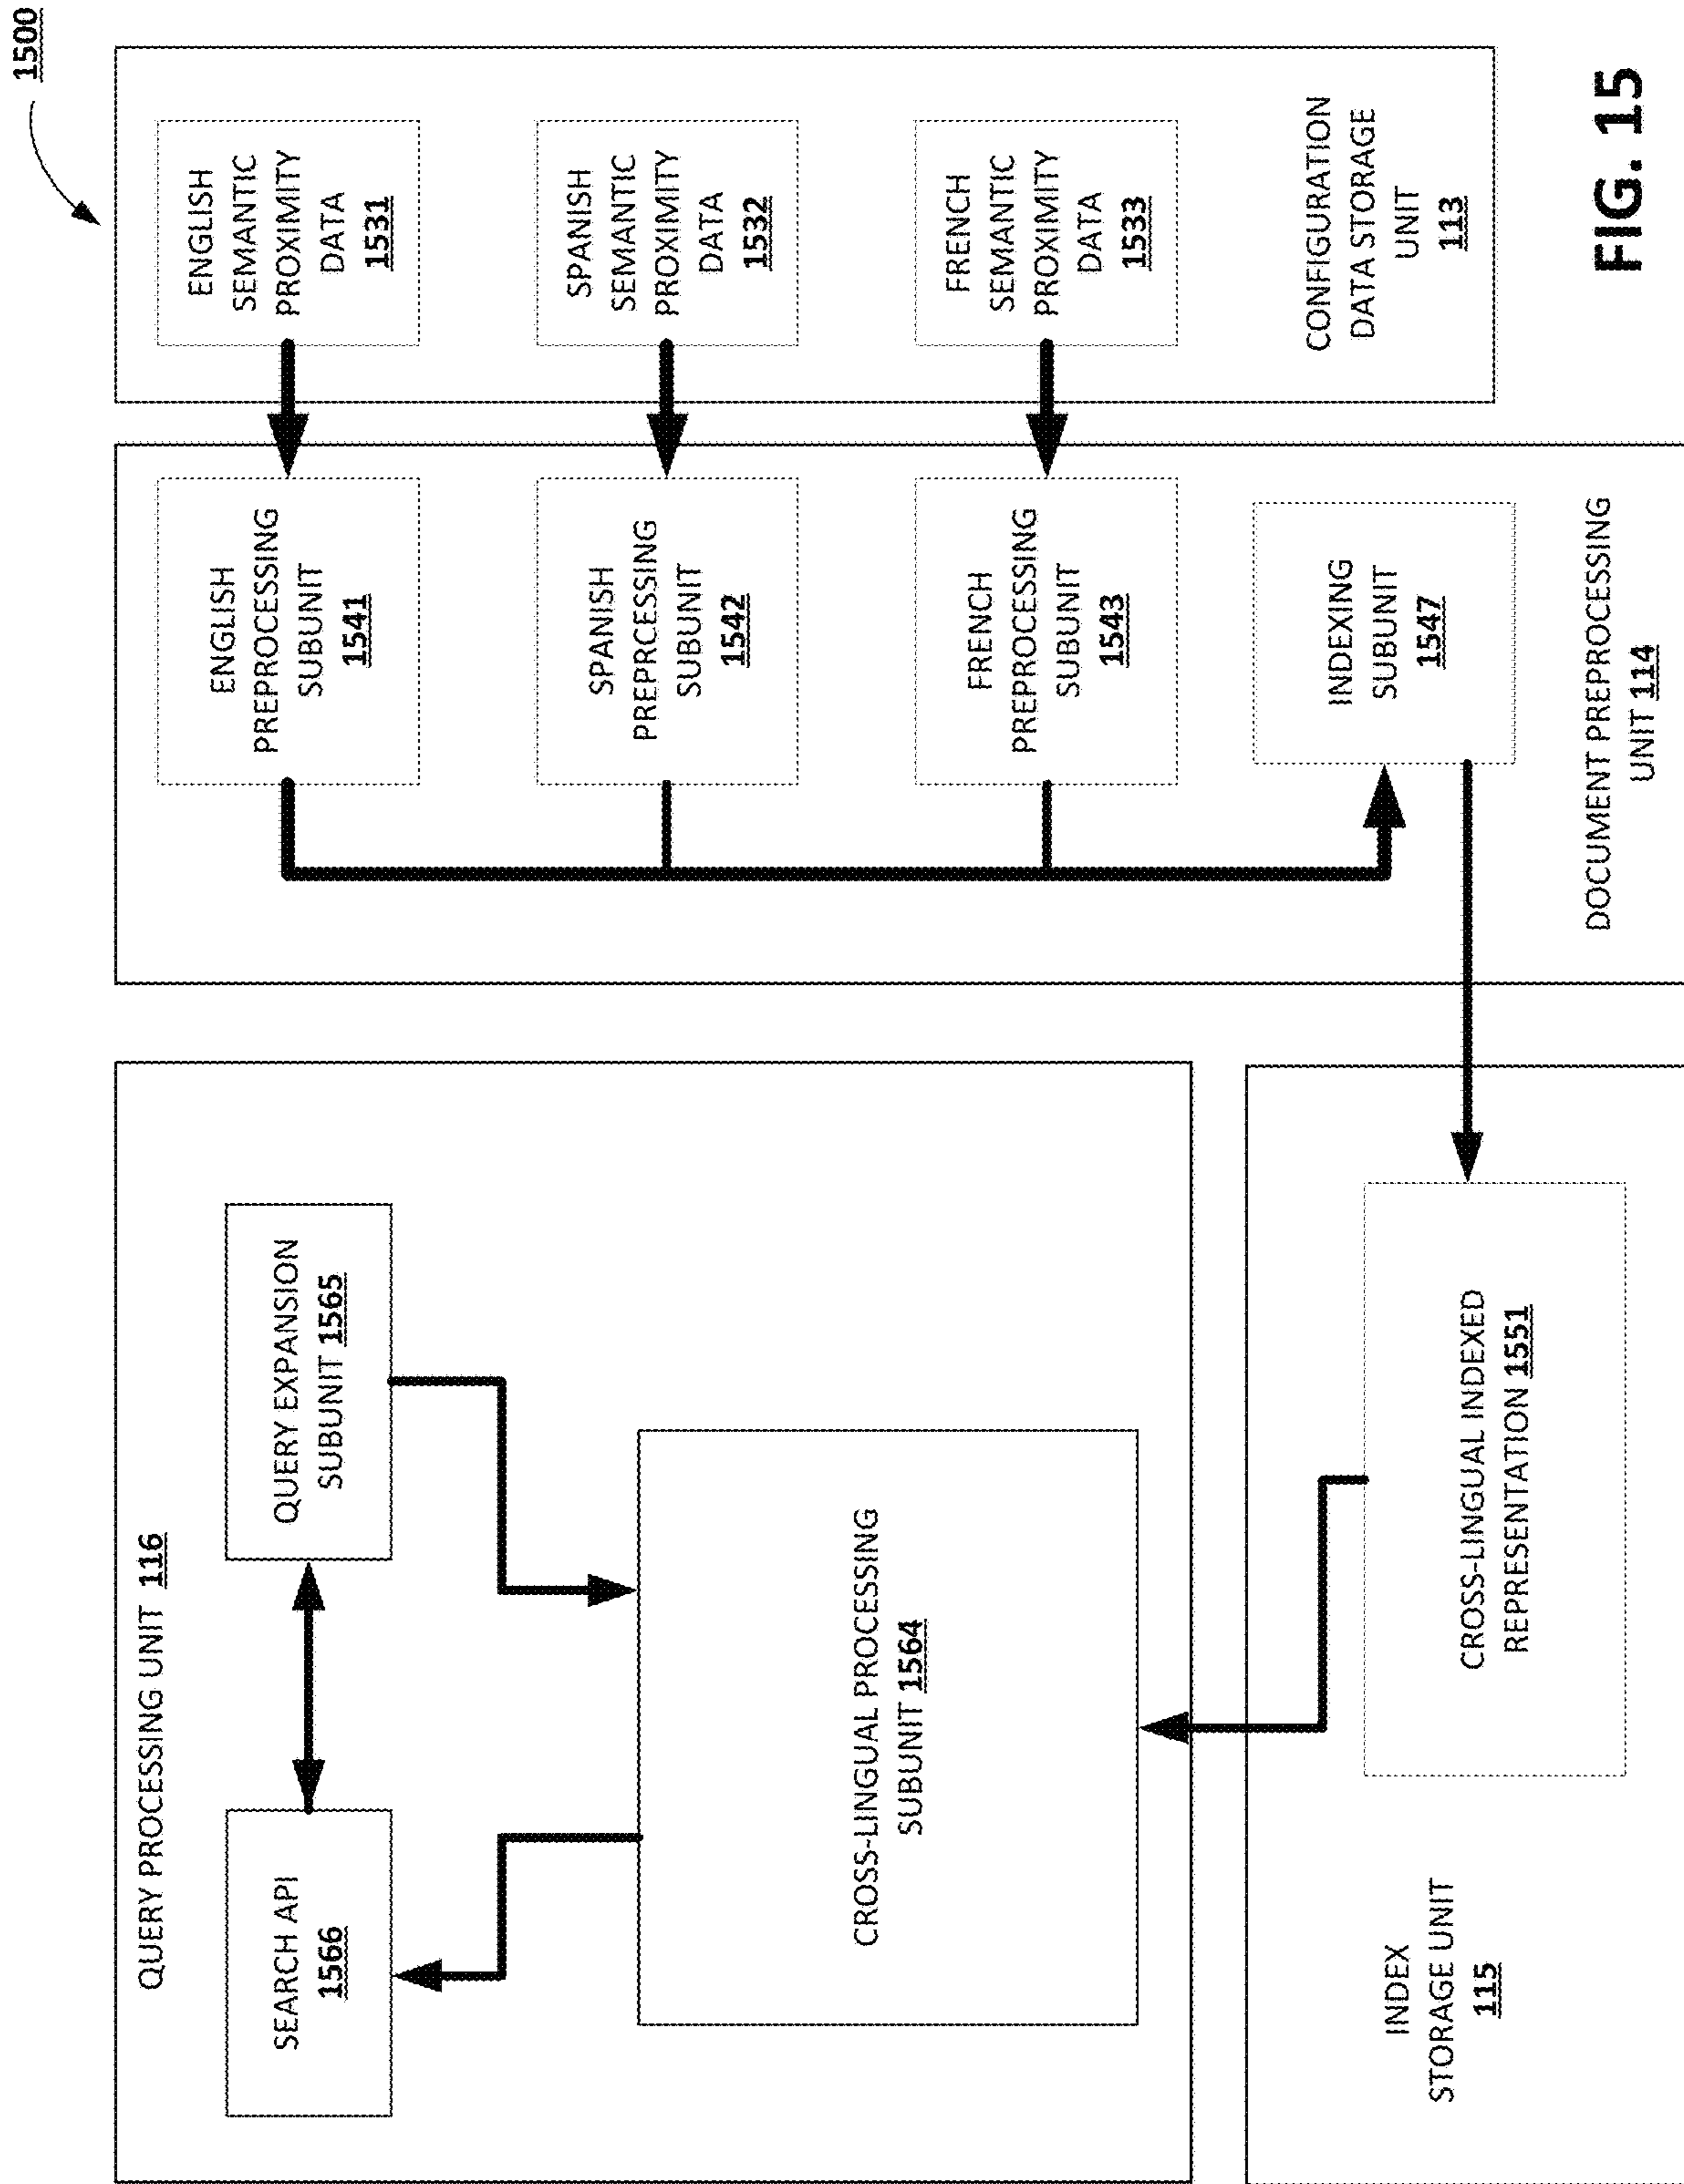 1500
QUERY PROCESSING UNIT 116
SEARCH API
1566
QUERY EXPANSION
SUBUNIT 1565
CROSS-LINGUAL PROCESSING
SUBUNIT 1564
INDEX
STORAGE UNIT
115
CROSS-LINGUAL INDEXED
REPRESENTATION 1551
ENGLISH
PREPROCESSING
SUBUNIT
1541
SPANISH
PREPRCESSING
SUBUNIT
1542
FRENCH
PREPROCESSING
SUBUNIT
1543
INDEXING
SUBUNIT
1547
DOCUMENT PREPROCESSING
UNIT 114
ENGLISH
SEMANTIC
PROXIMITY
DATA
1531
SPANISH
SEMANTIC
PROXIMITY
DATA
1532
FRENCH
SEMANTIC
PROXIMITY
DATA
1533
CONFIGURATION
DATA STORAGE
UNIT
113
FIG. 15